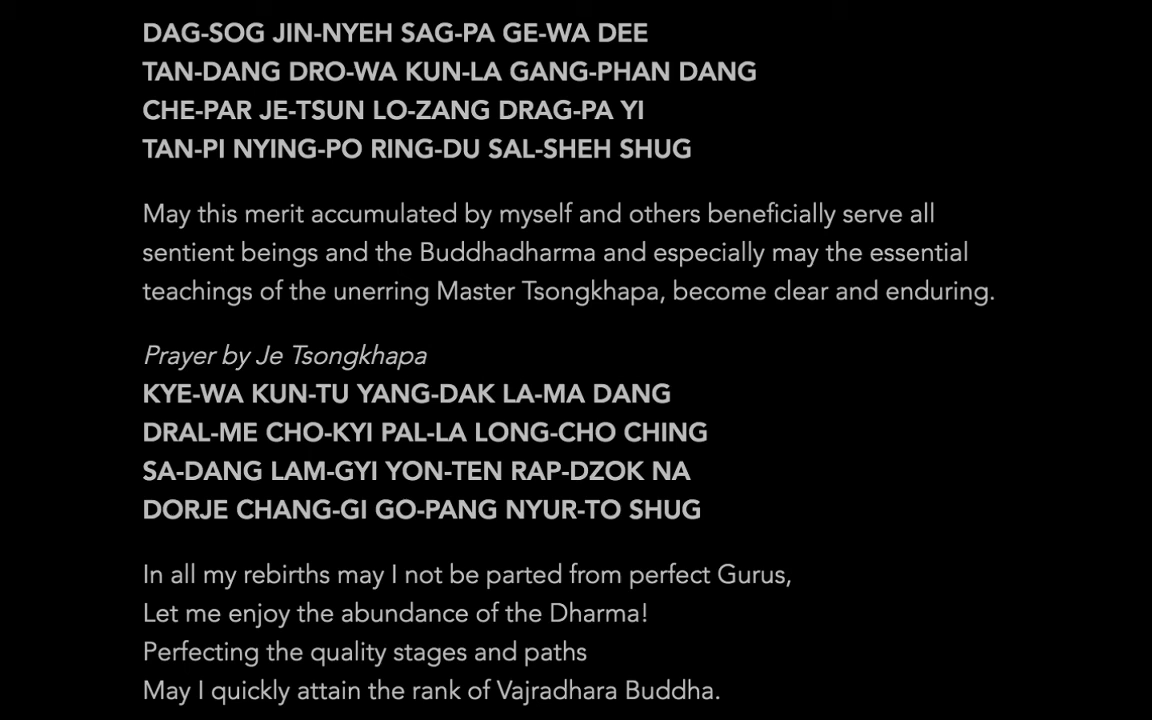 DAG-SOG JIN-NYEH SAG-PA GE-WA DEE
TAN-DANG DRO-WA KUN-LA GANG-PHAN DANG
CHE-PAR JE-TSUN LO-ZANG DRAG-PA YI
TAN-PI NYING-PO RING-DU SAL-SHEH SHUG
May this merit accumulated by myself and others beneficially serve all
sentient beings and the Buddhadharma and especially may the essential
teachings of the unerring Master Tsongkhapa, become clear and enduring.
Prayer by Je Tsongkhapa
KYE-WA KUN-TU YANG-DAK LA-MA DANG
DRAL-ME CHO-KYI PAL-LA LONG-CHO CHING
SA-DANG LAM-GYI YON-TEN RAP-DZOK NA
DORJE CHANG-GI GO-PANG NYUR-TO SHUG
In all my rebirths may I not be parted from perfect Gurus,
Let me enjoy the abundance of the Dharma!
Perfecting the quality stages and paths
May I quickly attain the rank of Vajradhara Buddha.